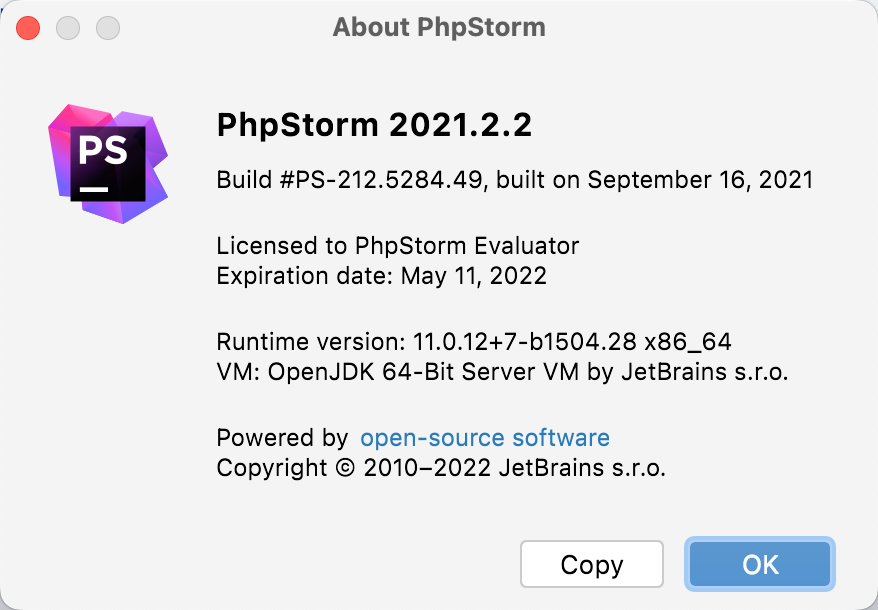 About PhpStorm
PS
PhpStorm 2021.2.2
Build #PS-212.5284.49, built on September 16, 2021
Licensed to PhpStorm Evaluator
Expiration date: May 11, 2022
Runtime version: 11.0.12+7-b1504.28 x86_64
VM: OpenJDK 64-Bit Server VM by JetBrains s.r.o.
Powered by open-source software
Copyright © 2010–2022 JetBrains s.r.o.
Copy OK